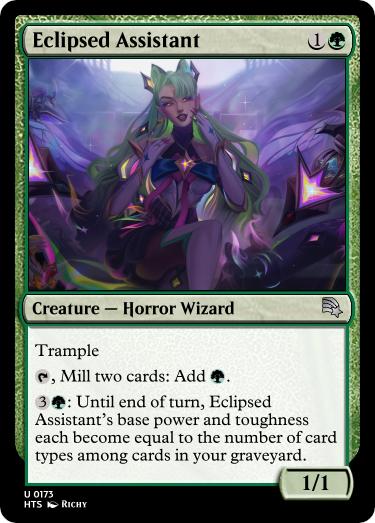 Eclipsed Assistant 1
Creature — Horror Wizard
Trample
, Mill two cards: Add .
3 : Until end of turn, Eclipsed
Assistant's base power and toughness
each become equal to the number of card
types among cards in your graveyard.
1/1
U 0173
HTS Richy